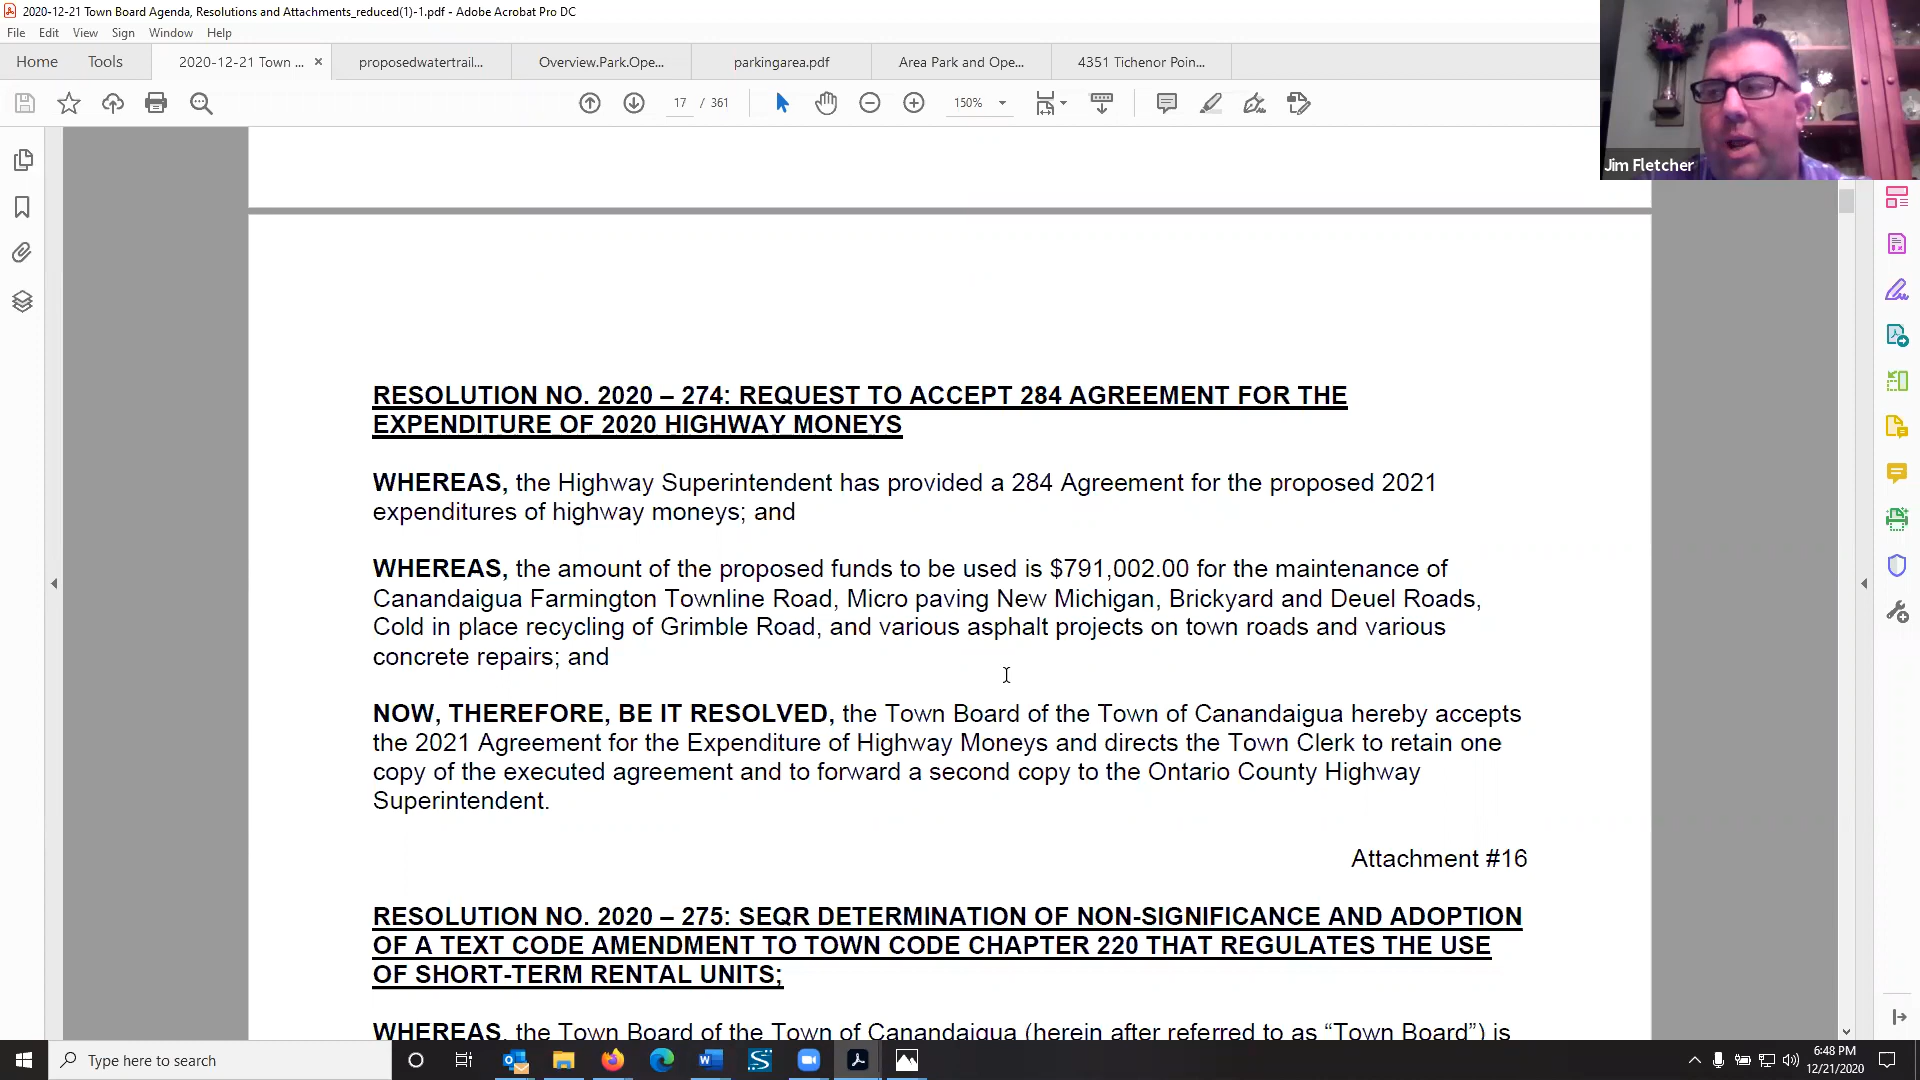 2020-12-21 Town Board Agenda, Resolutions and Attachments_reduced(1)-1.pdf - Adobe Acrobat Pro DC
File Edit View Sign Window Help
Home Tools 2020-12-21 Town ... × proposedwatertrail... Overview.Park.Ope... parkingarea.pdf Area Park and Ope... 4351 Tichenor Poin...
17 / 361 150%
Jim Fletcher
RESOLUTION NO. 2020 – 274: REQUEST TO ACCEPT 284 AGREEMENT FOR THE
EXPENDITURE OF 2020 HIGHWAY MONEYS
WHEREAS, the Highway Superintendent has provided a 284 Agreement for the proposed 2021
expenditures of highway moneys; and
WHEREAS, the amount of the proposed funds to be used is $791,002.00 for the maintenance of
Canandaigua Farmington Townline Road, Micro paving New Michigan, Brickyard and Deuel Roads,
Cold in place recycling of Grimble Road, and various asphalt projects on town roads and various
concrete repairs; and
NOW, THEREFORE, BE IT RESOLVED, the Town Board of the Town of Canandaigua hereby accepts
the 2021 Agreement for the Expenditure of Highway Moneys and directs the Town Clerk to retain one
copy of the executed agreement and to forward a second copy to the Ontario County Highway
Superintendent.
Attachment #16
RESOLUTION NO. 2020 – 275: SEQR DETERMINATION OF NON-SIGNIFICANCE AND ADOPTION
OF A TEXT CODE AMENDMENT TO TOWN CODE CHAPTER 220 THAT REGULATES THE USE
OF SHORT-TERM RENTAL UNITS;
WHEREAS, the Town Board of the Town of Canandaigua (herein after referred to as “Town Board”) is
Type here to search
6:48 PM
12/21/2020